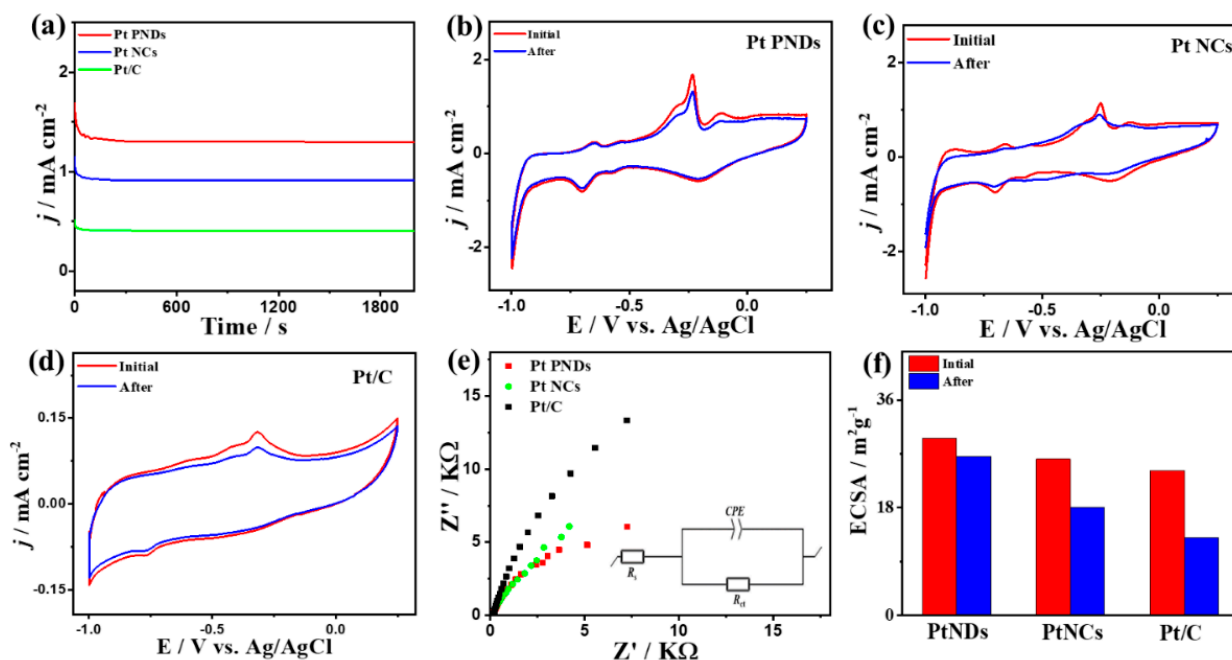 (a)
Pt PNDs
Pt NCs
Pt/C
2
1
0
j / mA cm-2
0 600 1200 1800
Time / s
(b)
Initial
After
Pt PNDs
2
0
-2
j / mA cm-2
-1.0 -0.5 0.0
E / V vs. Ag/AgCl
(c)
Initial
After
Pt NCs
2
0
-2
j / mA cm-2
-1.0 -0.5 0.0
E / V vs. Ag/AgCl
(d)
Initial
After
Pt/C
0.15
0.00
-0.15
j / mA cm-2
-1.0 -0.5 0.0
E / V vs. Ag/AgCl
(e)
Pt PNDs
Pt NCs
Pt/C
15
10
5
0
Z'' / KΩ
0 5 10 15
Z' / KΩ
CPE
Rs
Rct
(f)
Intial
After
36
18
0
ECSA / m2g-1
PtNDs PtNCs Pt/C